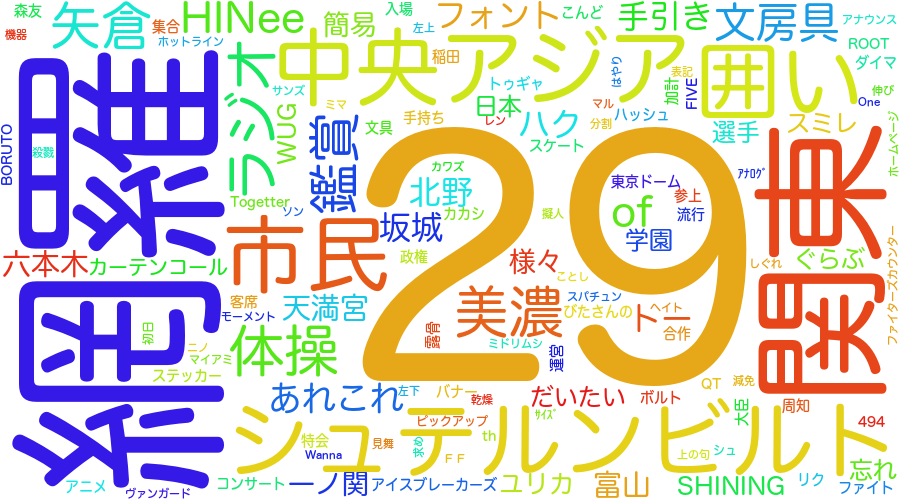 森友
機器
入場
集合
ホットライン
HINee
簡易
左上
フォント
こんど
手引き
文房具
アナウンス
ROOT
ダイマ
矢倉
羅
網
ラジオ
WUG
サンズ
中央アジア
ミマ
稲田
トゥギャ
はやり
加計
表記
FIVE
囲い
伸び
One
BORUTO
殺戮
鑑賞
文具
手持ち
日本
レン
マル
分割
ハク
ハッシュ
スケート
選手
スミレ
ホームページ
関東
Togetter
ソン
カウズ
北野
カカシ
坂城
29
東京ドーム
アナログ
参上
流行
擬人
of
学園
しぐれ
ぐらぶ
ファイターズカウンター
六本木
カーテンコール
市民
政権
様々
ことし
スパチュン
ぴたさんの
トー
ヘイト
合作
客席
モーメント
天満宮
初日
ニノ
マイアミ
ステッカー
体操
露骨
美濃
ミドリムシ
運営
あれこれ
左下
バナー
乾燥
だいたい
ボルト
QT
減免
サイズ
ピックアップ
大臣
周知
494
シュテルンビルト
特会
見舞
求め
th
ＦＦ
Wanna
上の句
シュ
アニメ
ヴァンガード
コンサート
一ノ関
アイスブレーカーズ
ユリカ
富山
SHINING
リク
ファイト
忘れ